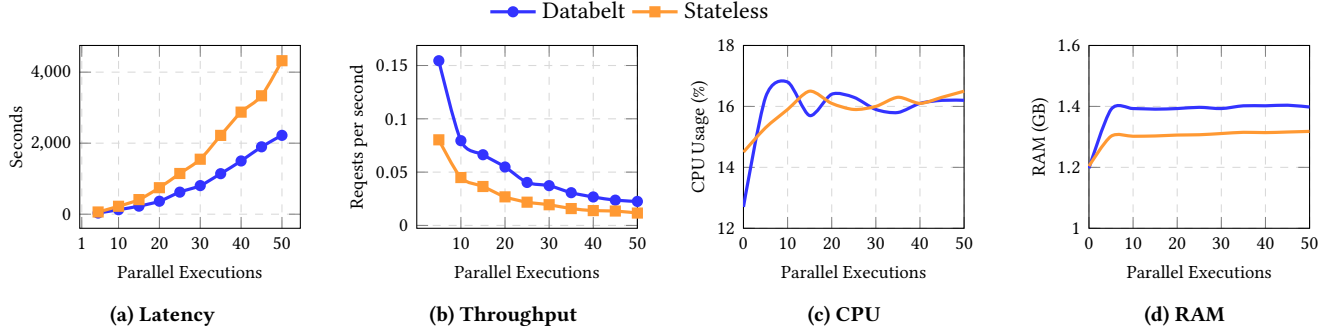 Databelt Stateless
4,000
2,000
0
Seconds
1 10 20 30 40 50
Parallel Executions
(a) Latency
0.15
0.1
0.05
0
Reqests per second
10 20 30 40 50
Parallel Executions
(b) Throughput
18
16
14
12
CPU Usage (%)
0 10 20 30 40 50
Parallel Executions
(c) CPU
1.6
1.4
1.2
1
RAM (GB)
0 10 20 30 40 50
Parallel Executions
(d) RAM